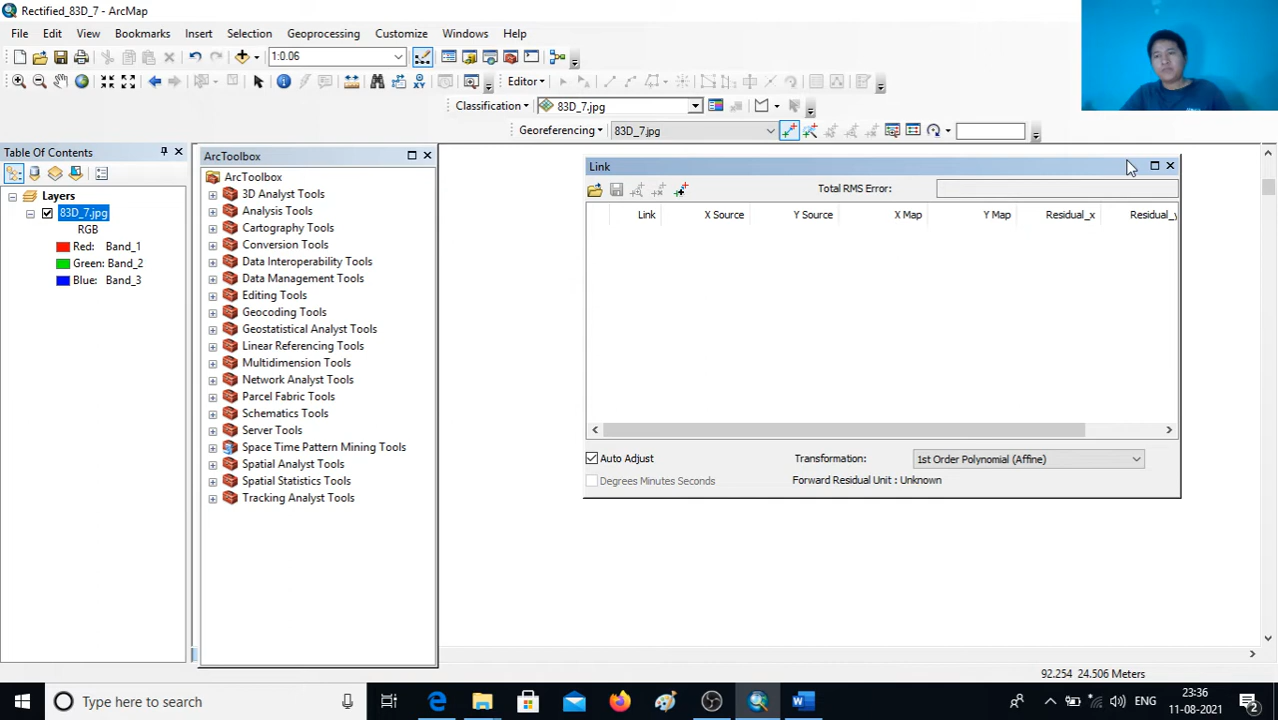 Rectified_83D_7 - ArcMap
File Edit View Bookmarks Insert Selection Geoprocessing Customize Windows Help
1:0.06
Editor
Classification 83D_7.jpg
Georeferencing 83D_7.jpg
Table Of Contents
Layers
83D_7.jpg
RGB
Red: Band_1
Green: Band_2
Blue: Band_3
ArcToolbox
ArcToolbox
3D Analyst Tools
Analysis Tools
Cartography Tools
Conversion Tools
Data Interoperability Tools
Data Management Tools
Editing Tools
Geocoding Tools
Geostatistical Analyst Tools
Linear Referencing Tools
Multidimension Tools
Network Analyst Tools
Parcel Fabric Tools
Schematics Tools
Server Tools
Space Time Pattern Mining Tools
Spatial Analyst Tools
Spatial Statistics Tools
Tracking Analyst Tools
Link
Total RMS Error:
Link X Source Y Source X Map Y Map Residual_x Residual_y
Auto Adjust Transformation: 1st Order Polynomial (Affine)
Degrees Minutes Seconds Forward Residual Unit : Unknown
92.254 24.506 Meters
Type here to search
ENG
23:36
11-08-2021
2